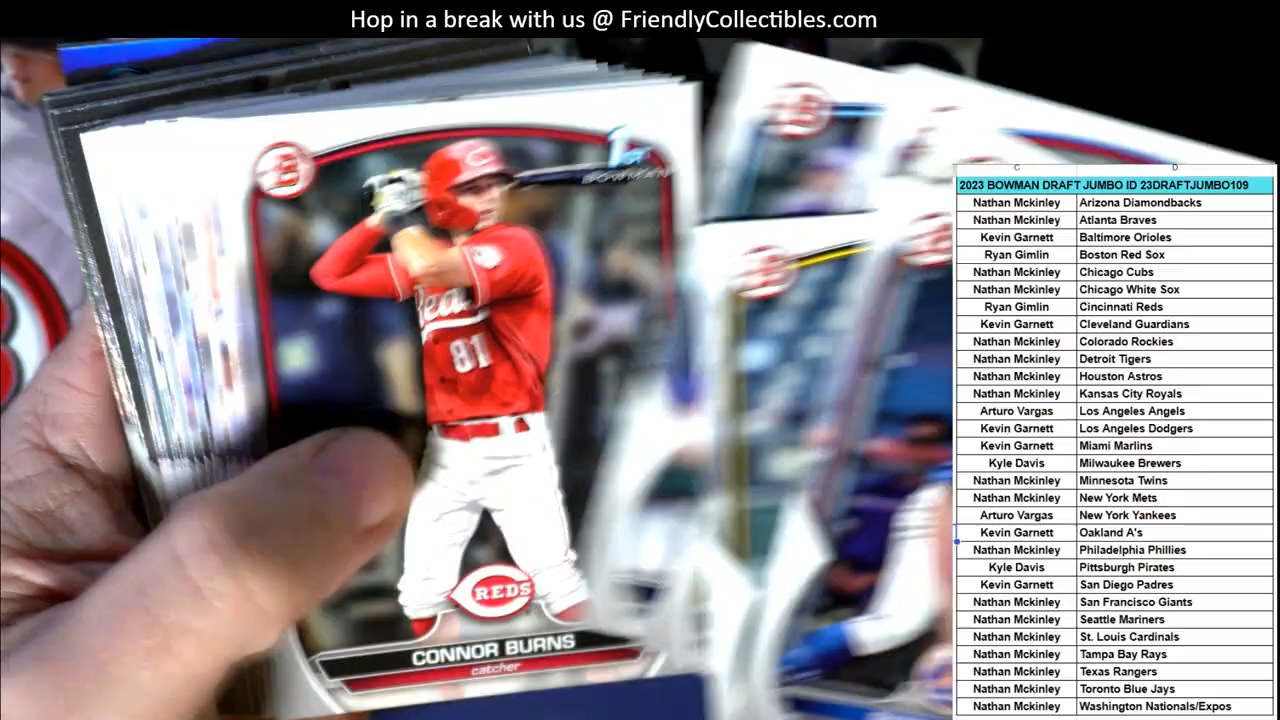 Hop in a break with us @ FriendlyCollectibles.com
B
1st
BOWMAN
Reds
81
REDS
CONNOR BURNS
catcher
C D
2023 BOWMAN DRAFT JUMBO ID 23DRAFTJUMBO109
Nathan Mckinley Arizona Diamondbacks
Nathan Mckinley Atlanta Braves
Kevin Garnett Baltimore Orioles
Ryan Gimlin Boston Red Sox
Nathan Mckinley Chicago Cubs
Nathan Mckinley Chicago White Sox
Ryan Gimlin Cincinnati Reds
Kevin Garnett Cleveland Guardians
Nathan Mckinley Colorado Rockies
Nathan Mckinley Detroit Tigers
Nathan Mckinley Houston Astros
Nathan Mckinley Kansas City Royals
Arturo Vargas Los Angeles Angels
Kevin Garnett Los Angeles Dodgers
Kevin Garnett Miami Marlins
Kyle Davis Milwaukee Brewers
Nathan Mckinley Minnesota Twins
Nathan Mckinley New York Mets
Arturo Vargas New York Yankees
Kevin Garnett Oakland A's
Nathan Mckinley Philadelphia Phillies
Kyle Davis Pittsburgh Pirates
Kevin Garnett San Diego Padres
Nathan Mckinley San Francisco Giants
Nathan Mckinley Seattle Mariners
Nathan Mckinley St. Louis Cardinals
Nathan Mckinley Tampa Bay Rays
Nathan Mckinley Texas Rangers
Nathan Mckinley Toronto Blue Jays
Nathan Mckinley Washington Nationals/Expos